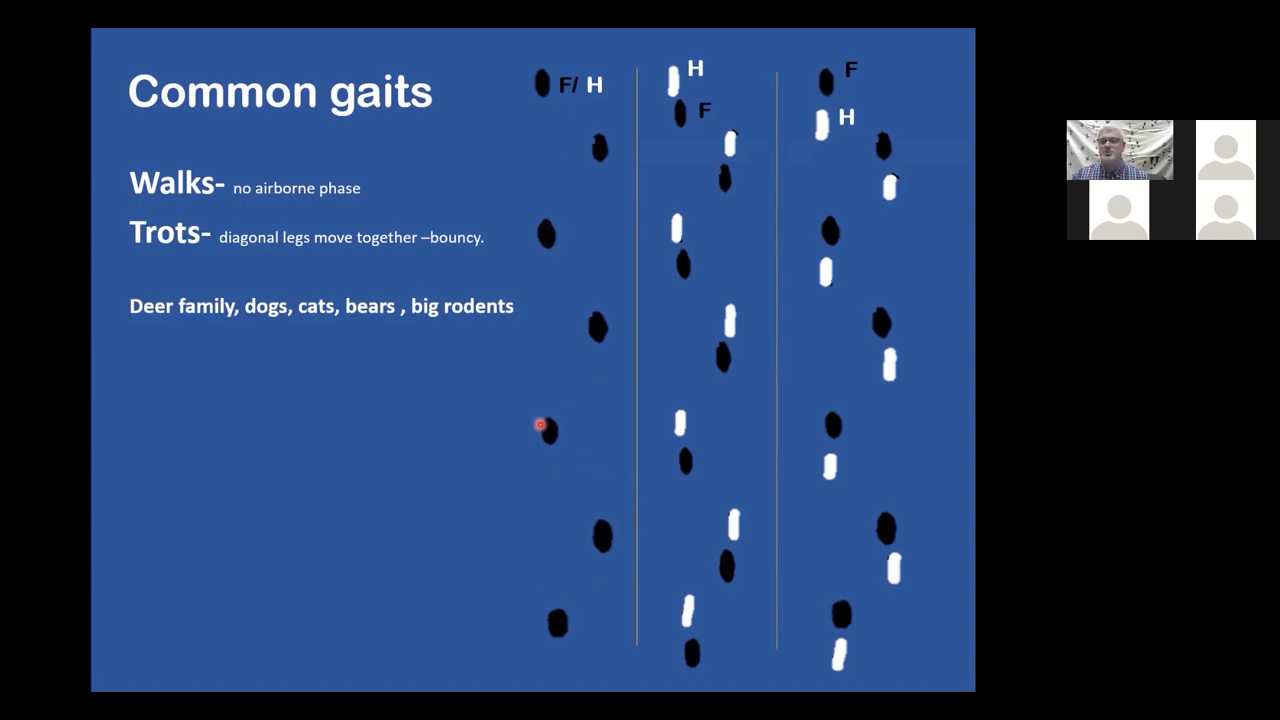 Common gaits
Walks- no airborne phase
Trots- diagonal legs move together –bouncy.
Deer family, dogs, cats, bears , big rodents
F/ H
H
F
F
H